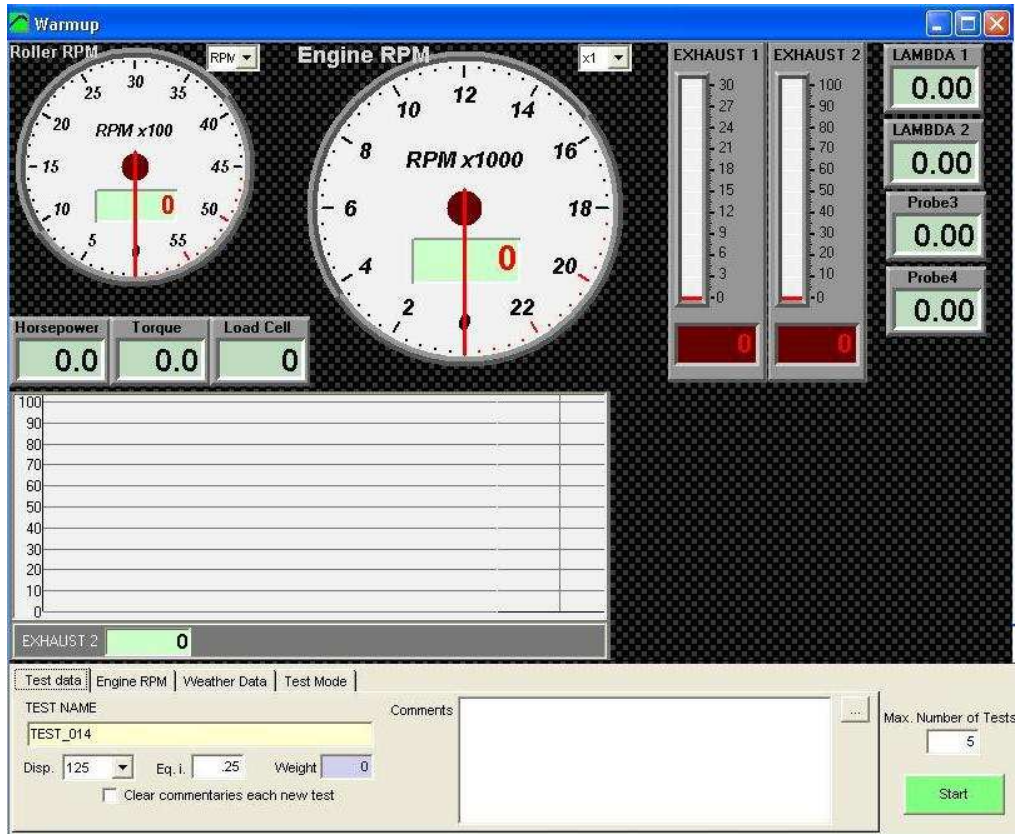 Warmup
Roller RPM
RPM
30
25
35
20
40
RPM x100
15
45
10
50
0
5
55
0
Engine RPM
x1
12
10
14
8
16
RPM x1000
6
18
0
4
20
2
22
0
EXHAUST 1
30
27
24
21
18
15
12
9
6
3
0
0
EXHAUST 2
100
90
80
70
60
50
40
30
20
10
0
0
LAMBDA 1
0.00
LAMBDA 2
0.00
Probe3
0.00
Probe4
0.00
Horsepower
0.0
Torque
0.0
Load Cell
0
100
90
80
70
60
50
40
30
20
10
0
EXHAUST 2 0
Test data Engine RPM Weather Data Test Mode
TEST NAME
TEST_014
Disp. 125 Eq. i. .25 Weight 0
Clear commentaries each new test
Comments
...
Max. Number of Tests
5
Start